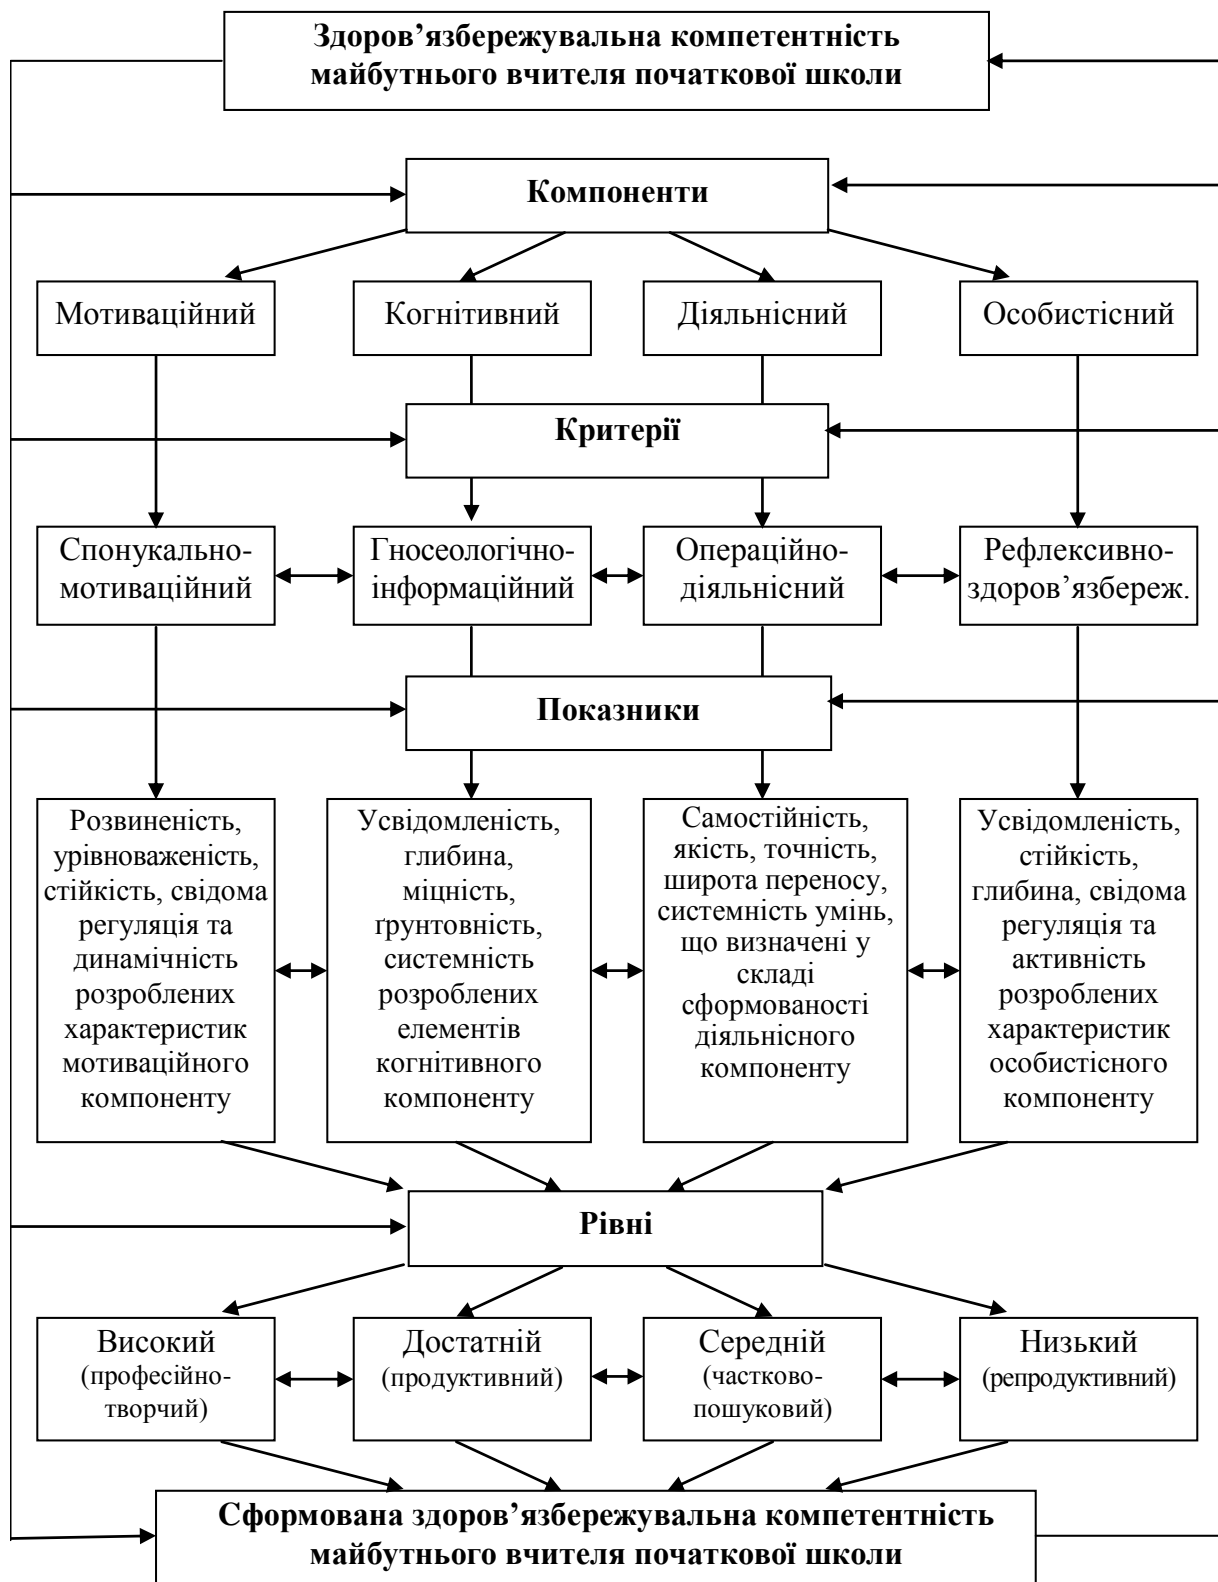 Здоров’язбережувальна компетентність
майбутнього вчителя початкової школи
Компоненти
Мотиваційний
Когнітивний
Діяльнісний
Особистісний
Критерії
Спонукально-
мотиваційний
Гносеологічно-
інформаційний
Операційно-
діяльнісний
Рефлексивно-
здоров’язбереж.
Показники
Розвиненість,
урівноваженість,
стійкість, свідома
регуляція та
динамічність
розроблених
характеристик
мотиваційного
компоненту
Усвідомленість,
глибина,
міцність,
ґрунтовність,
системність
розроблених
елементів
когнітивного
компоненту
Самостійність,
якість, точність,
широта переносу,
системність умінь,
що визначені у
складі
сформованості
діяльнісного
компоненту
Усвідомленість,
стійкість,
глибина, свідома
регуляція та
активність
розроблених
характеристик
особистісного
компоненту
Рівні
Високий
(професійно-
творчий)
Достатній
(продуктивний)
Середній
(частково-
пошуковий)
Низький
(репродуктивний)
Сформована здоров’язбережувальна компетентність
майбутнього вчителя початкової школи